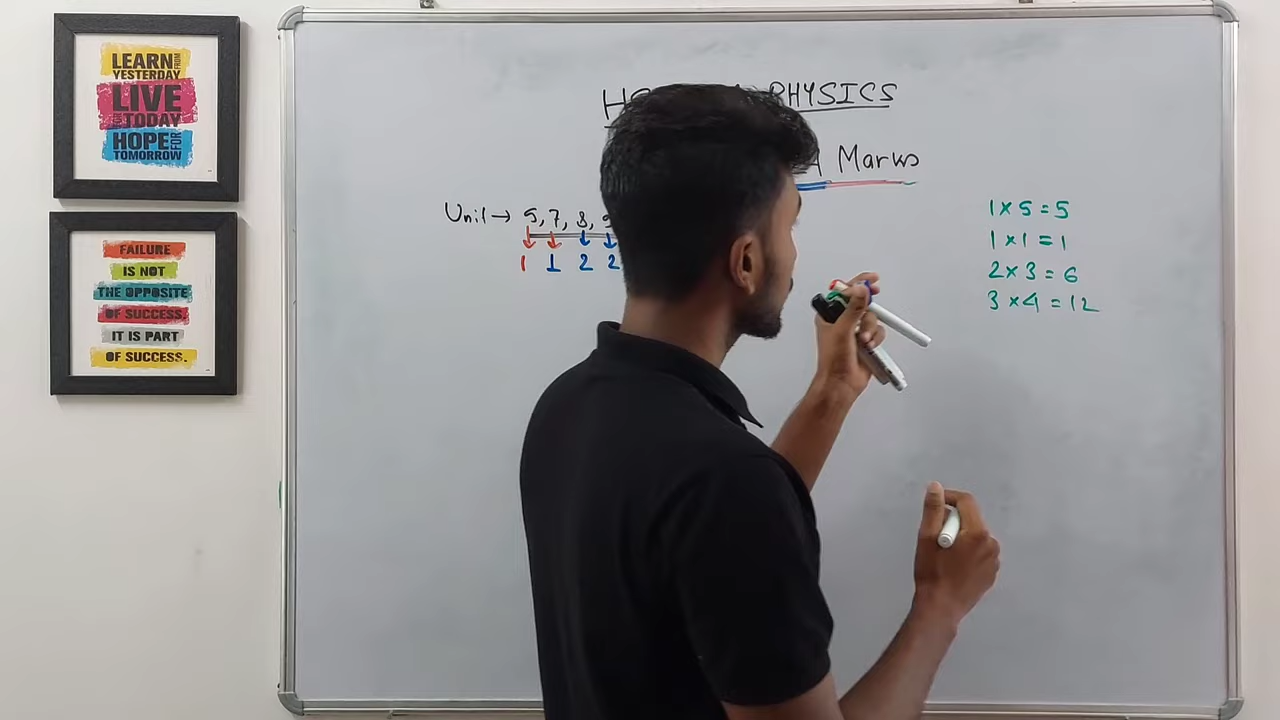 LEARN FROM
YESTERDAY
LIVE
FOR TODAY
HOPE FOR
TOMORROW
FAILURE
IS NOT
THE OPPOSITE
OF SUCCESS.
IT IS PART
OF SUCCESS.
PHYSICS
Marks
Unit → 5, 7, 8, 9
1 1 2 2
1 x 5 = 5
1 x 1 = 1
2 x 3 = 6
3 x 4 = 12